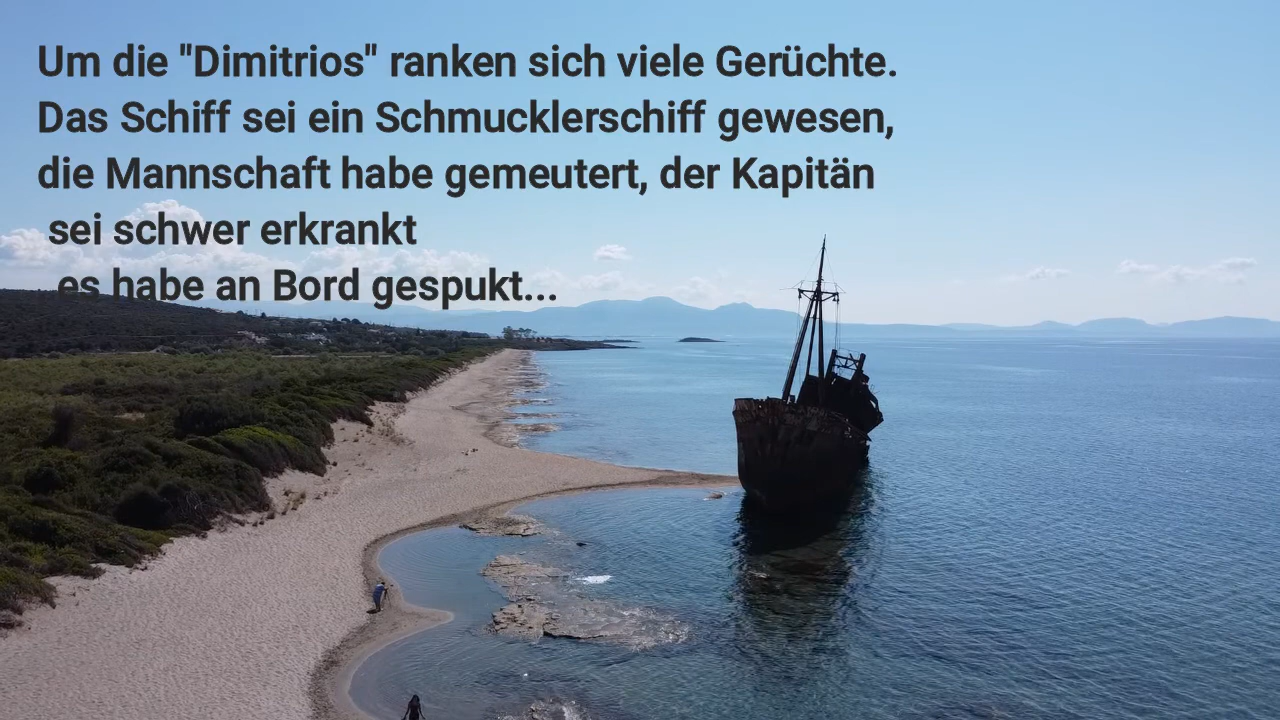 Um die "Dimitrios" ranken sich viele Gerüchte.
Das Schiff sei ein Schmucklerschiff gewesen,
die Mannschaft habe gemeutert, der Kapitän
sei schwer erkrankt
es habe an Bord gespukt...